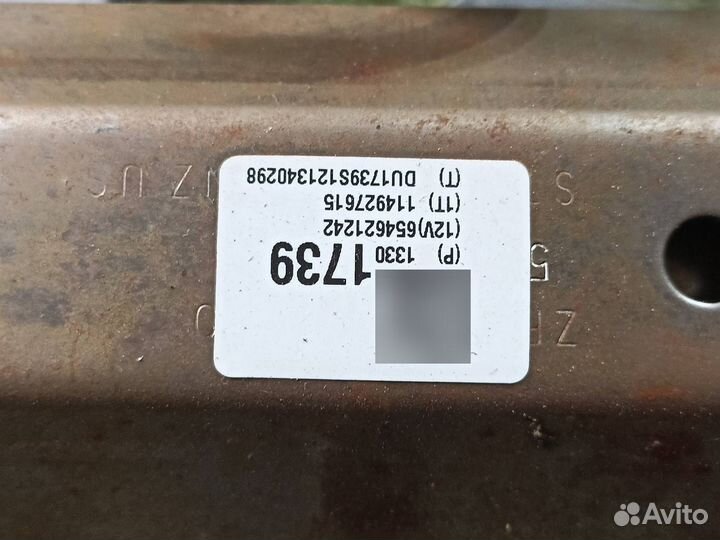 (P) 1330 1739
(12V)654621242
(1T) 114927615
(T) DU1739S121340298
Avito